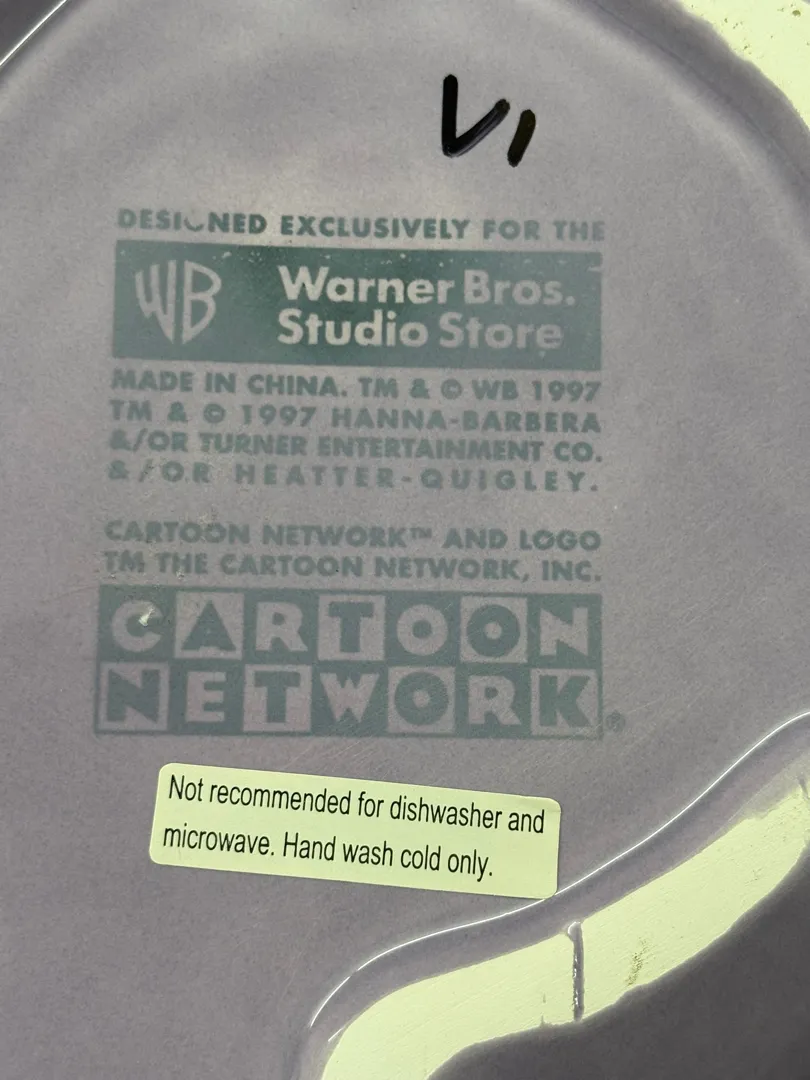 VI
DESIGNED EXCLUSIVELY FOR THE
WB Warner Bros.
Studio Store
MADE IN CHINA. TM & © WB 1997
TM & © 1997 HANNA-BARBERA
&/OR TURNER ENTERTAINMENT CO.
&/OR HEATTER-QUIGLEY.
CARTOON NETWORK™ AND LOGO
TM THE CARTOON NETWORK, INC.
CARTOON
NETWORK®
Not recommended for dishwasher and
microwave. Hand wash cold only.